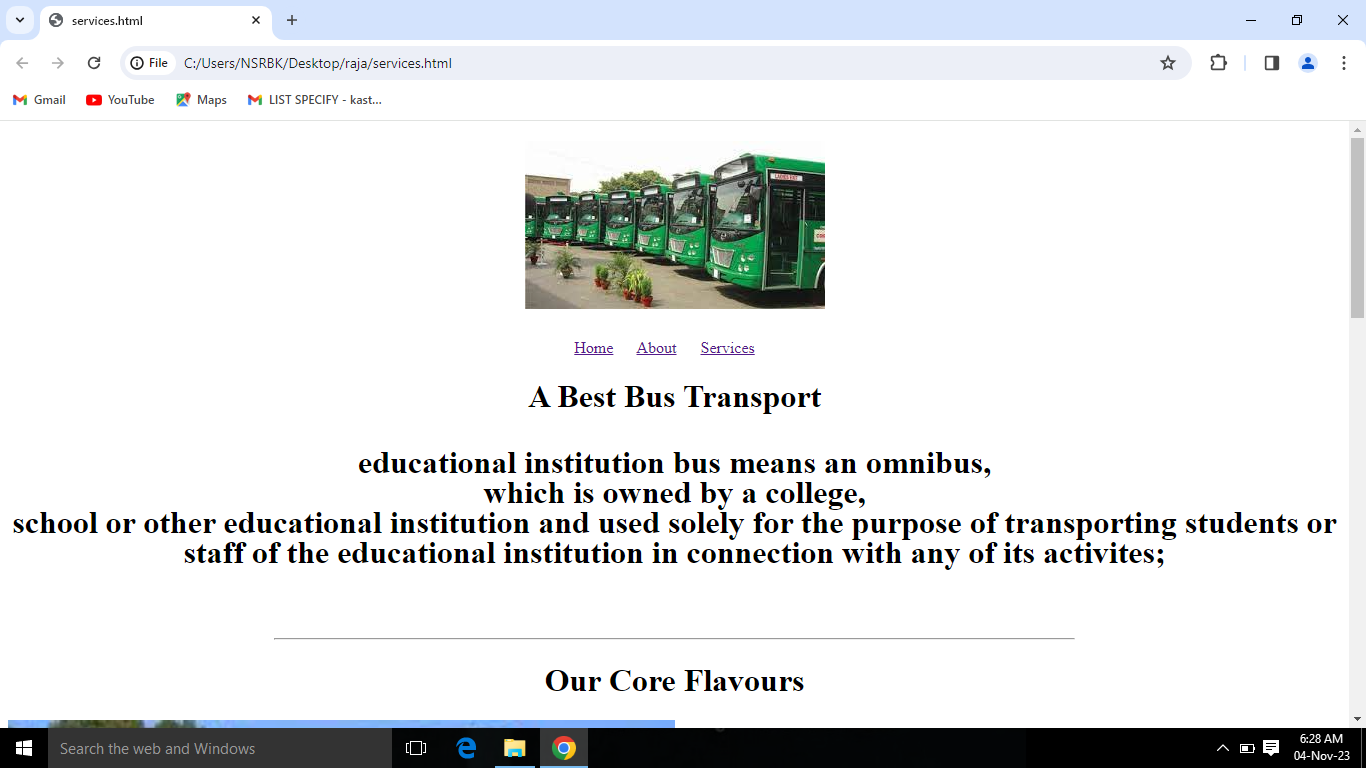 services.html
File
C:/Users/NSRBK/Desktop/raja/services.html
Gmail YouTube Maps LIST SPECIFY - kast...
Home About Services
A Best Bus Transport
educational institution bus means an omnibus,
which is owned by a college,
school or other educational institution and used solely for the purpose of transporting students or
staff of the educational institution in connection with any of its activites;
Our Core Flavours
Search the web and Windows
6:28 AM
04-Nov-23